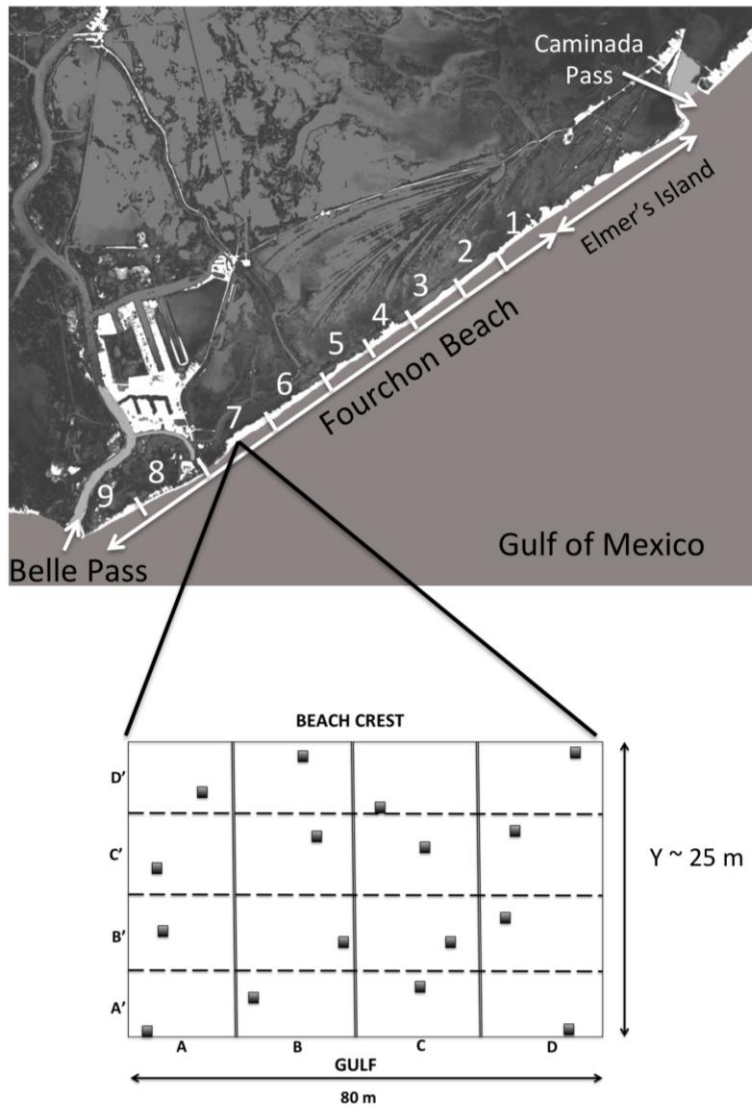 Caminada
Pass
Elmer's Island
1
2
3
4
5
6
7
8
9
Fourchon Beach
Gulf of Mexico
Belle Pass
BEACH CREST
D'
C'
B'
A'
Y ~ 25 m
A B C D
GULF
80 m